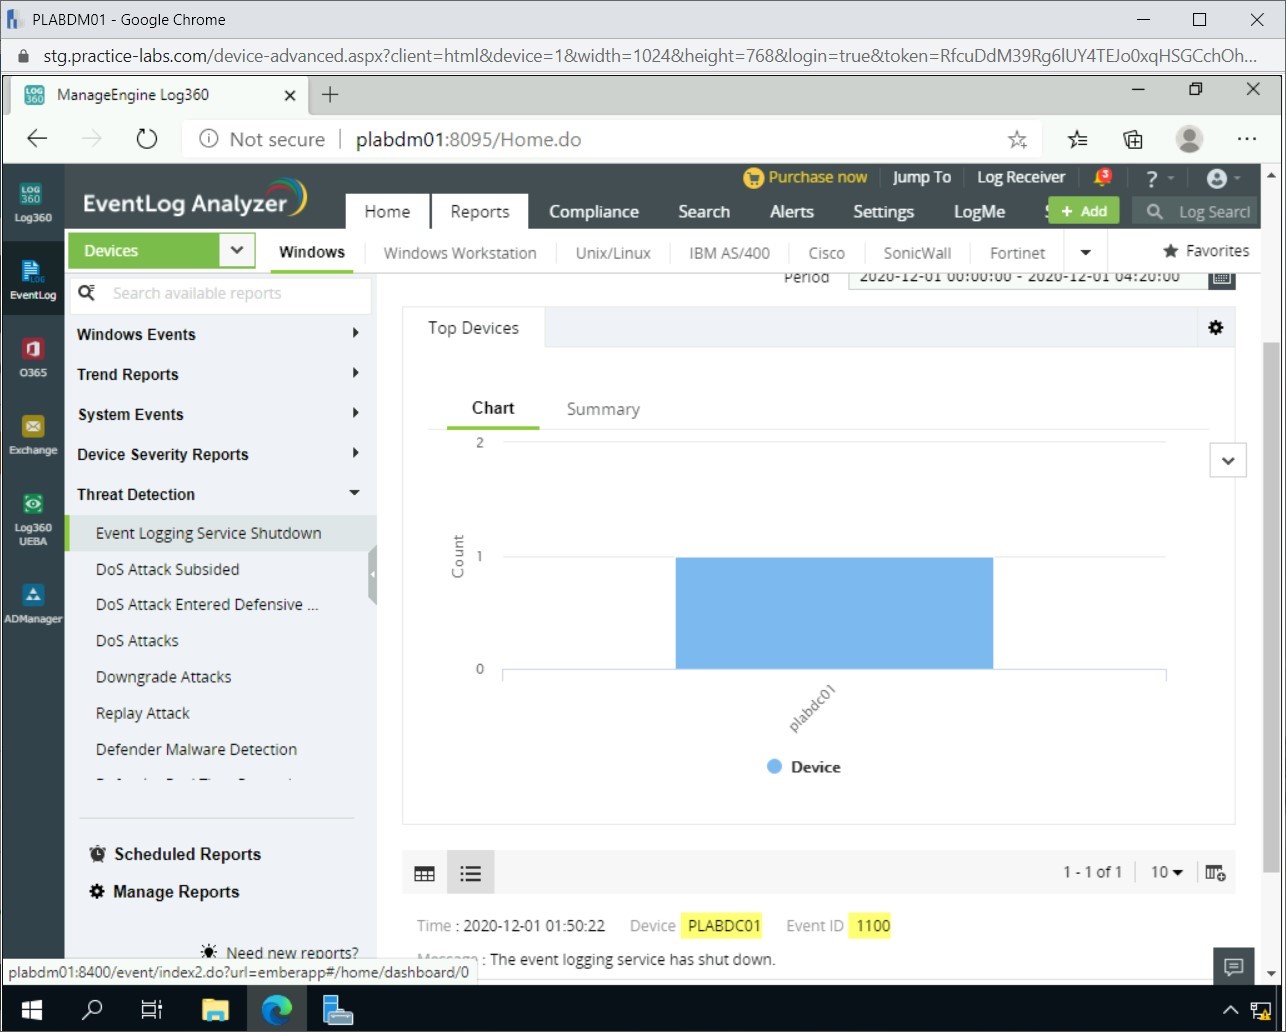 PLABDM01 - Google Chrome
stg.practice-labs.com/device-advanced.aspx?client=html&device=1&width=1024&height=768&login=true&token=RfcuDdM39Rg6lUY4TEJo0xqHSGCchOh...
LOG 360 ManageEngine Log360
Not secure | plabdm01:8095/Home.do
LOG 360
Log360
EventLog Analyzer
Purchase now Jump To Log Receiver 3 ?
Home Reports Compliance Search Alerts Settings LogMe + Add Log Search
Devices Windows Windows Workstation Unix/Linux IBM AS/400 Cisco SonicWall Fortinet Favorites
LOG
EventLog
O365
Exchange
Log360 UEBA
ADManager
Search available reports
Windows Events
Trend Reports
System Events
Device Severity Reports
Threat Detection
Event Logging Service Shutdown
DoS Attack Subsided
DoS Attack Entered Defensive ...
DoS Attacks
Downgrade Attacks
Replay Attack
Defender Malware Detection
Scheduled Reports
Manage Reports
Need new reports?
Period 2020-12-01 00:00:00 - 2020-12-01 04:20:00
Top Devices
Chart Summary
2
1
0
Count
plabdc01
Device
1 - 1 of 1 10
Time : 2020-12-01 01:50:22 Device PLABDC01 Event ID 1100
Message : The event logging service has shut down.
plabdm01:8400/event/index2.do?url=emberapp#/home/dashboard/0